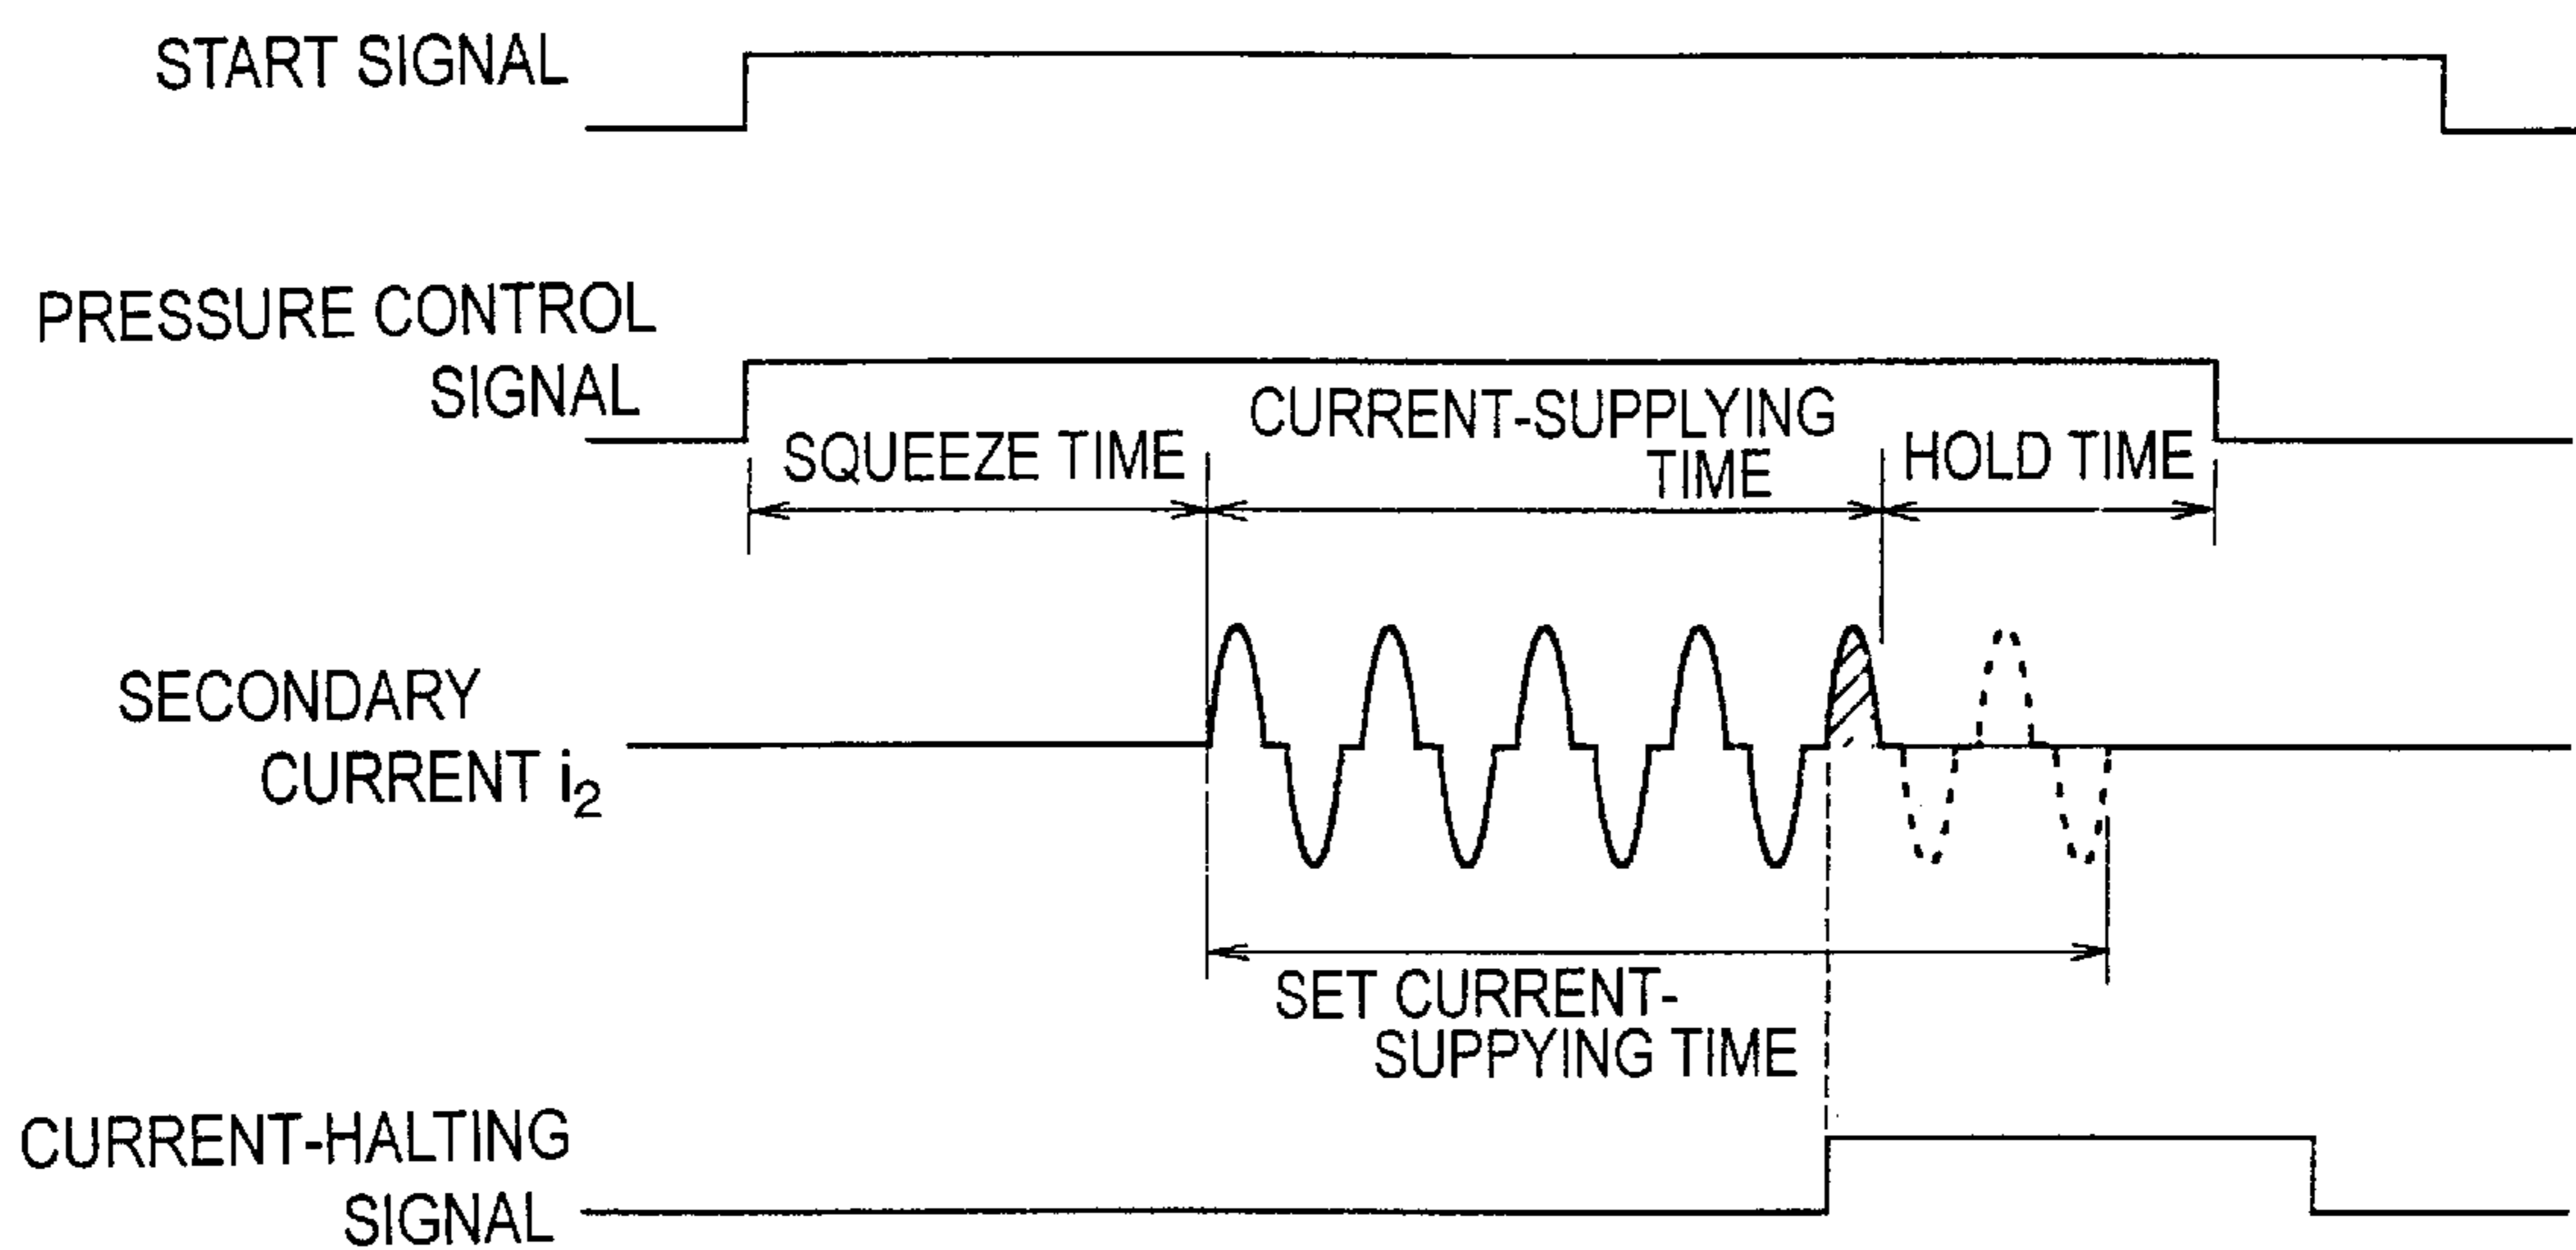 START SIGNAL
PRESSURE CONTROL
SIGNAL
CURRENT-SUPPLYING
TIME
SQUEEZE TIME
HOLD TIME
SECONDARY
CURRENT i₂
SET CURRENT-
SUPPYING TIME
CURRENT-HALTING
SIGNAL